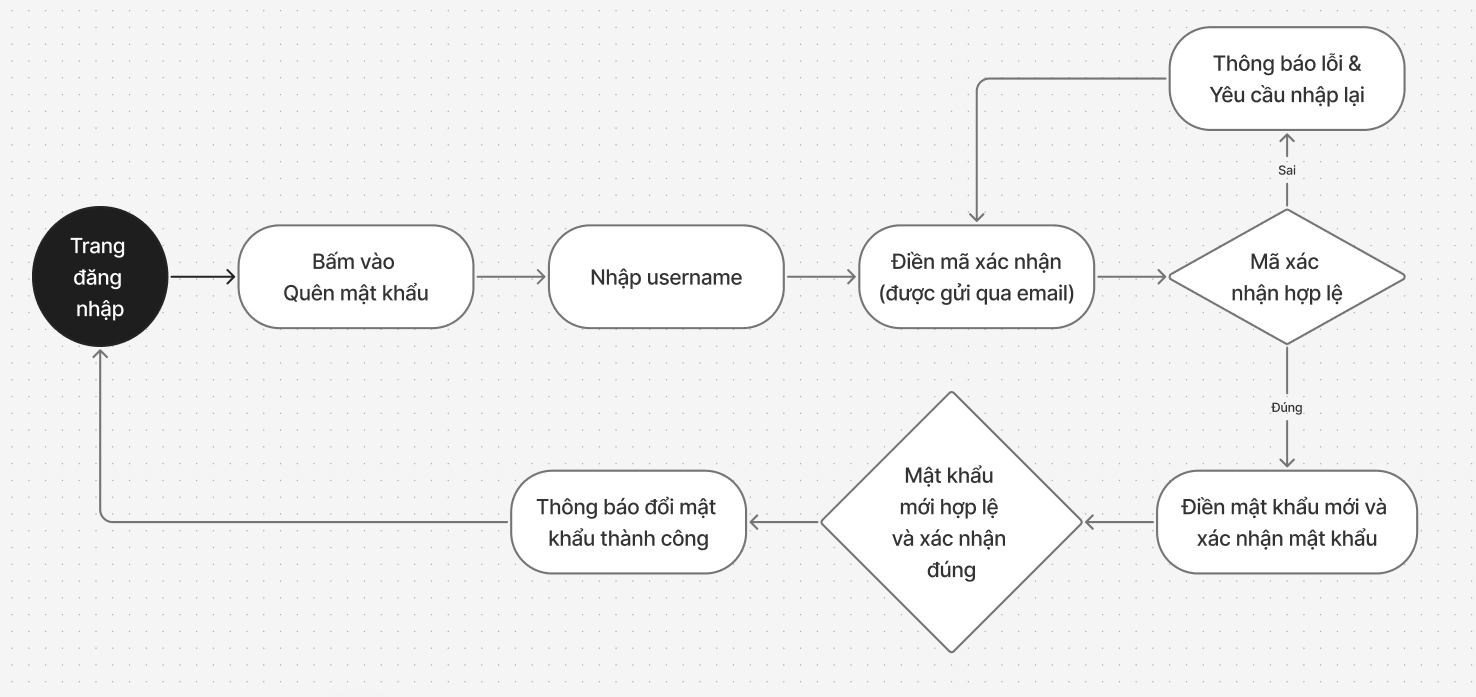 Thông báo lỗi &
Yêu cầu nhập lại
Sai
Trang
đăng
nhập
Bấm vào
Quên mật khẩu
Nhập username
Điền mã xác nhận
(được gửi qua email)
Mã xác
nhận hợp lệ
Đúng
Điền mật khẩu mới và
xác nhận mật khẩu
Mật khẩu
mới hợp lệ
và xác nhận
đúng
Thông báo đổi mật
khẩu thành công